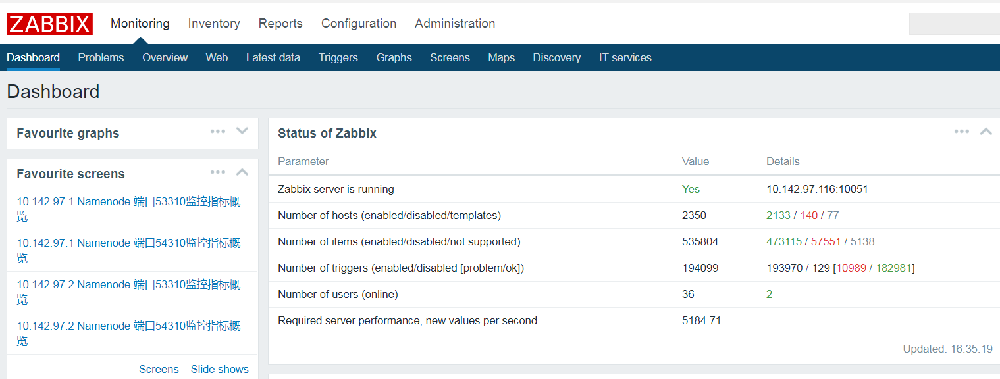 ZABBIX Monitoring Inventory Reports Configuration Administration
Dashboard Problems Overview Web Latest data Triggers Graphs Screens Maps Discovery IT services
Dashboard
Favourite graphs
Favourite screens
10.142.97.1 Namenode 端口53310监控指标概
览
10.142.97.1 Namenode 端口54310监控指标概
览
10.142.97.2 Namenode 端口53310监控指标概
览
10.142.97.2 Namenode 端口54310监控指标概
览
Screens Slide shows
Status of Zabbix
Parameter Value Details
Zabbix server is running Yes 10.142.97.116:10051
Number of hosts (enabled/disabled/templates) 2350 2133 / 140 / 77
Number of items (enabled/disabled/not supported) 535804 473115 / 57551 / 5138
Number of triggers (enabled/disabled [problem/ok]) 194099 193970 / 129 [10989 / 182981]
Number of users (online) 36 2
Required server performance, new values per second 5184.71
Updated: 16:35:19